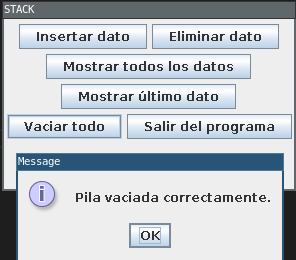 STACK
Insertar dato Eliminar dato
Mostrar todos los datos
Mostrar último dato
Vaciar todo Salir del programa
Message
Pila vaciada correctamente.
OK